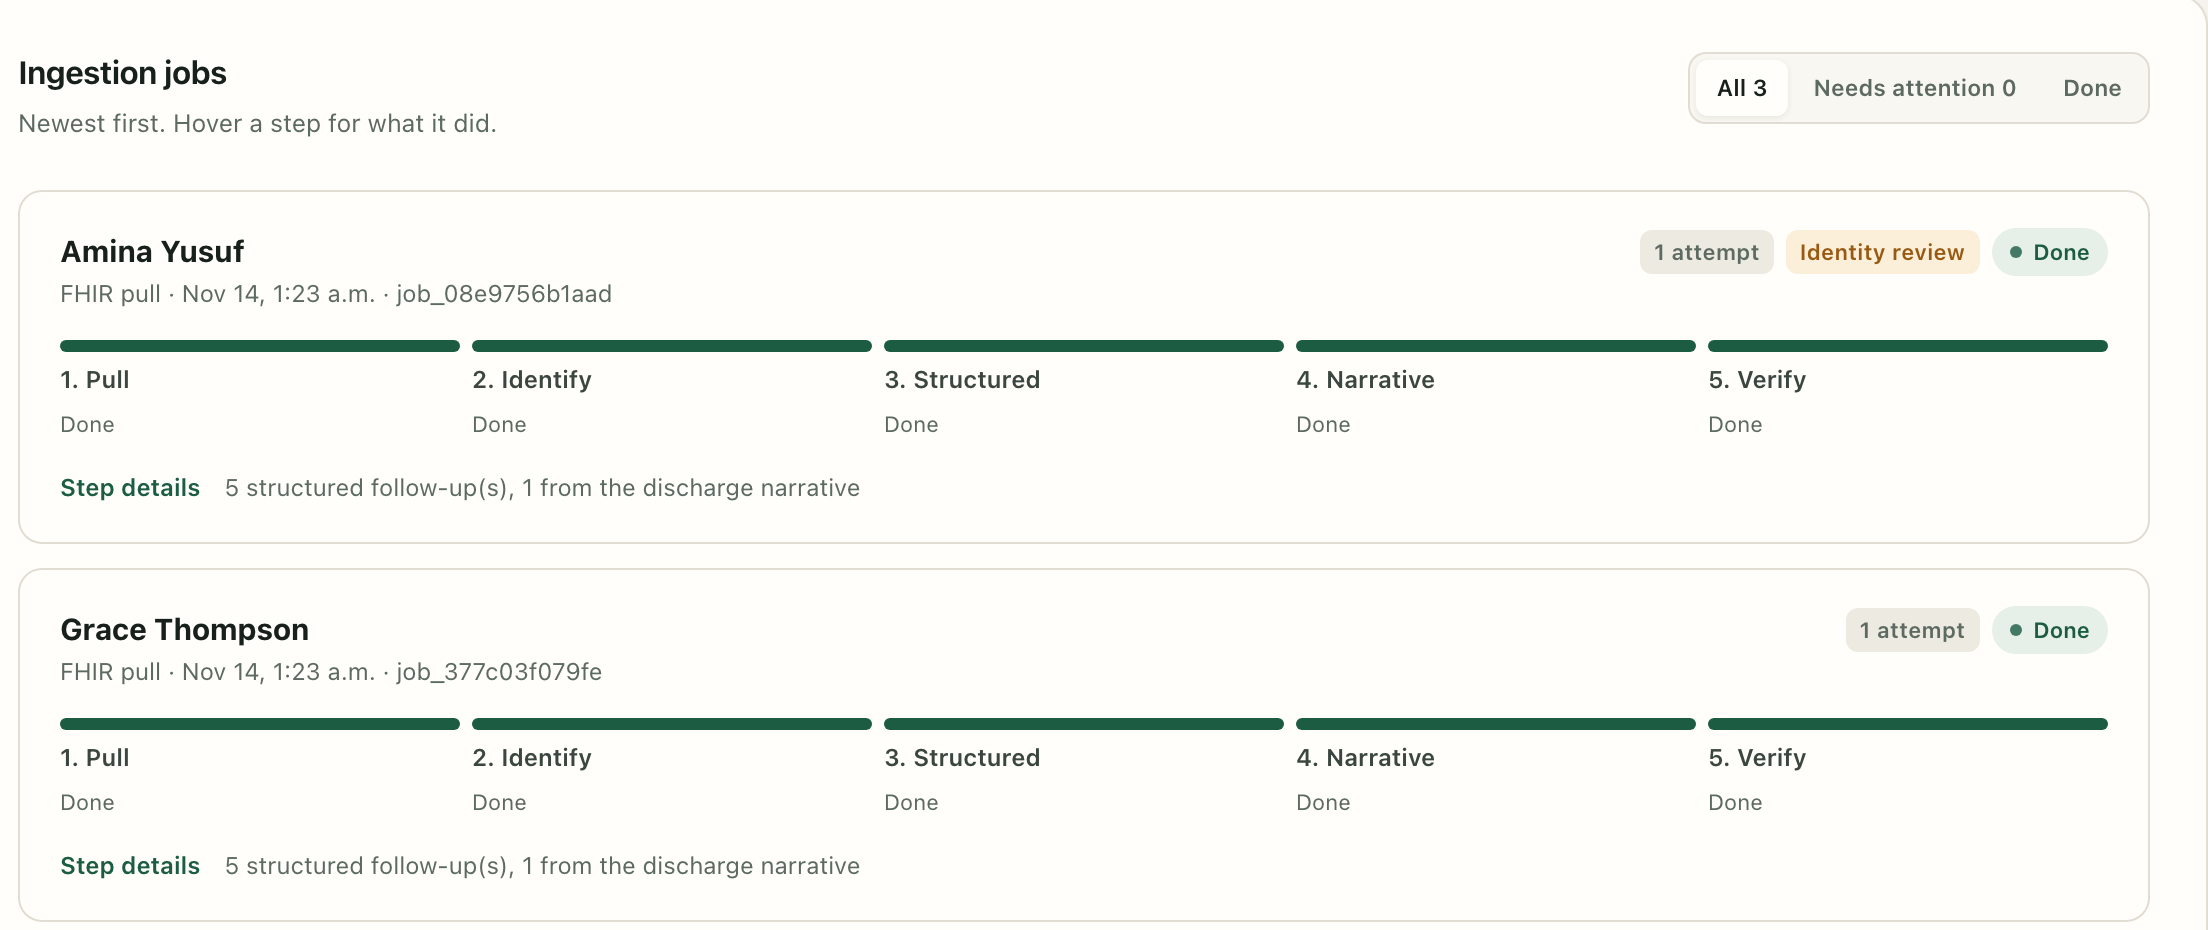 Ingestion jobs
Newest first. Hover a step for what it did.
All 3 Needs attention 0 Done
Amina Yusuf
1 attempt Identity review Done
FHIR pull · Nov 14, 1:23 a.m. · job_08e9756b1aad
1. Pull 2. Identify 3. Structured 4. Narrative 5. Verify
Done Done Done Done Done
Step details 5 structured follow-up(s), 1 from the discharge narrative
Grace Thompson
1 attempt Done
FHIR pull · Nov 14, 1:23 a.m. · job_377c03f079fe
1. Pull 2. Identify 3. Structured 4. Narrative 5. Verify
Done Done Done Done Done
Step details 5 structured follow-up(s), 1 from the discharge narrative